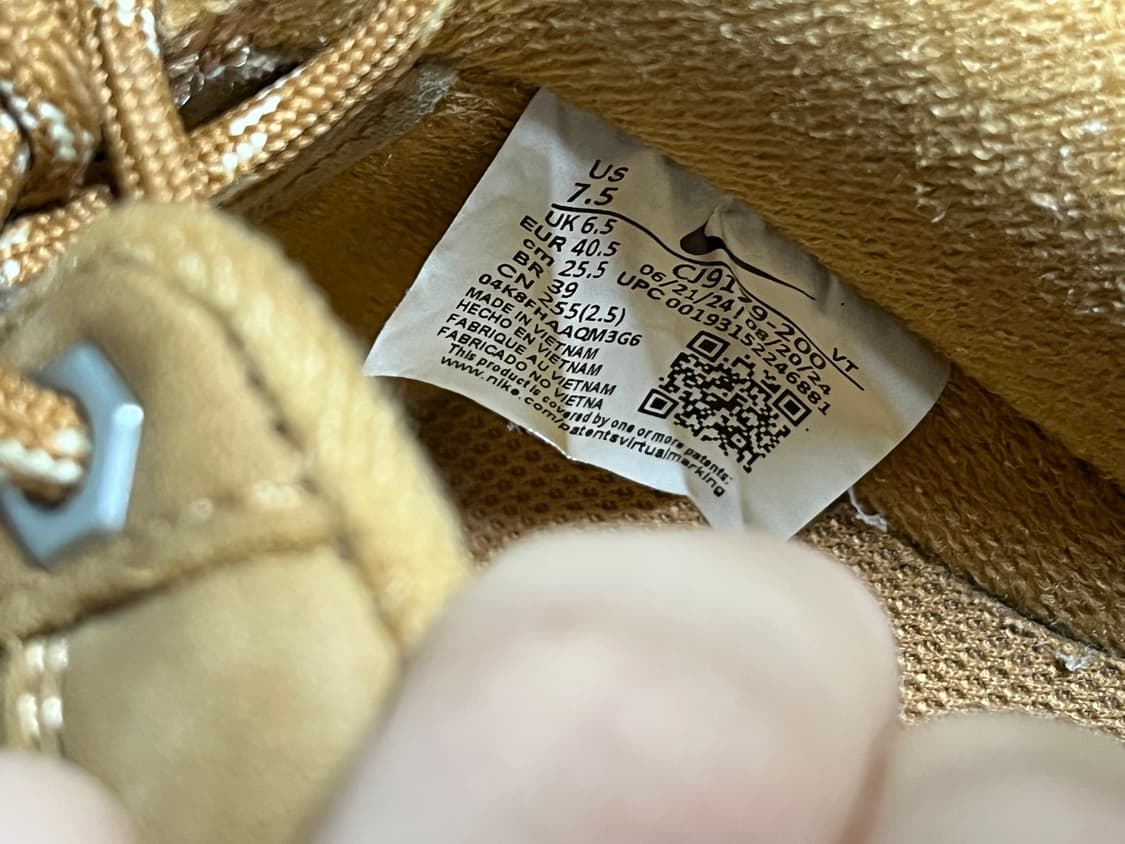 US
7.5
UK 6.5
EUR 40.5
cm 25.5
BR 39
CN 255(2.5)
04K8FHAAQM3G6
MADE IN VIETNAM
HECHO EN VIETNAM
FABRIQUE AU VIETNAM
FABRICADO NO VIETNA
This product is covered by one or more patents:
www.nike.com/patentsvirtualmarking
CJ9179-200 VT
06/21/24 08/20/24
UPC 00193152246881